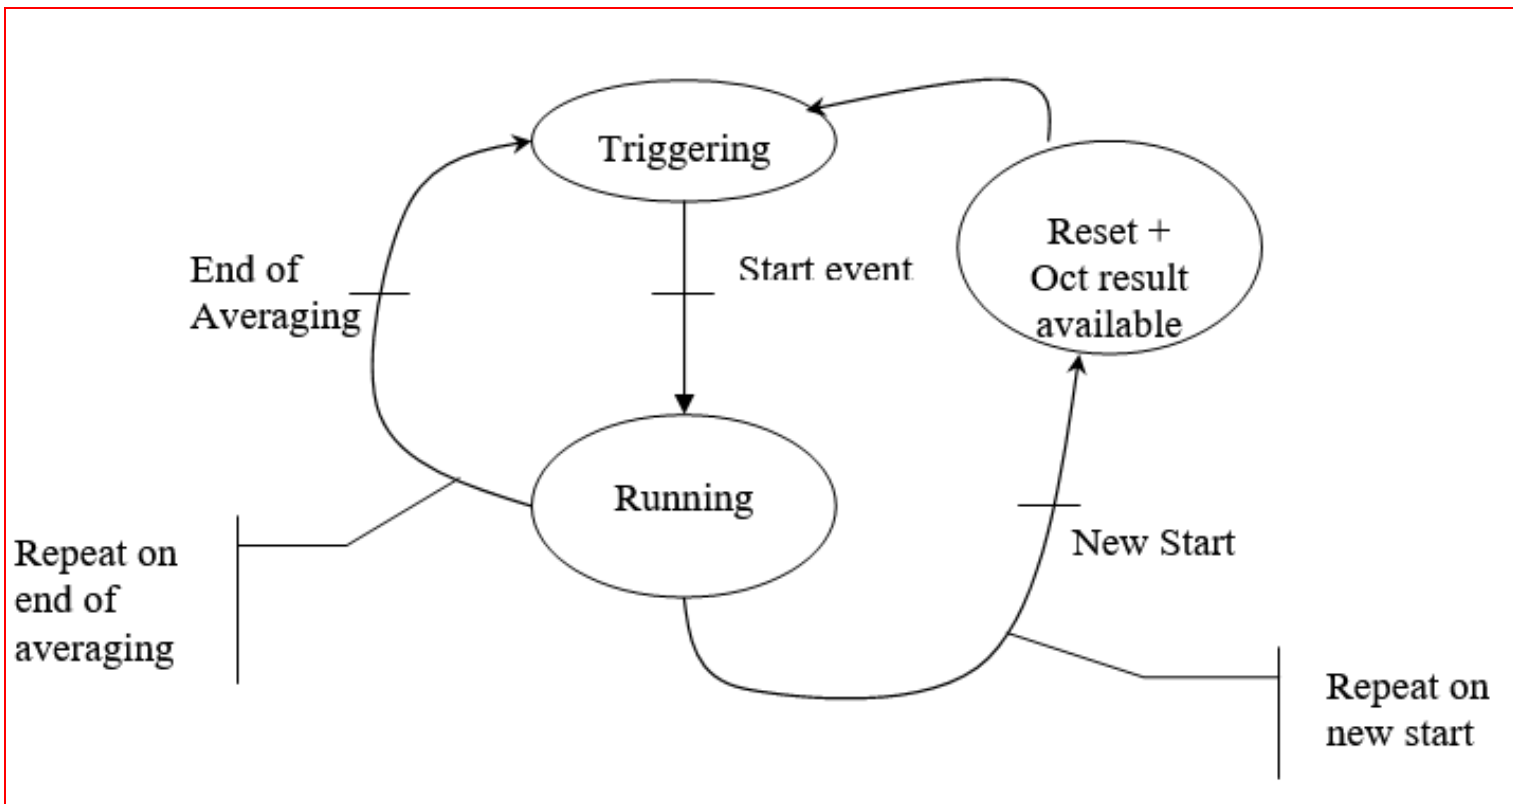 Triggering
End of
Averaging
Start event
Reset +
Oct result
available
Running
New Start
Repeat on
end of
averaging
Repeat on
new start